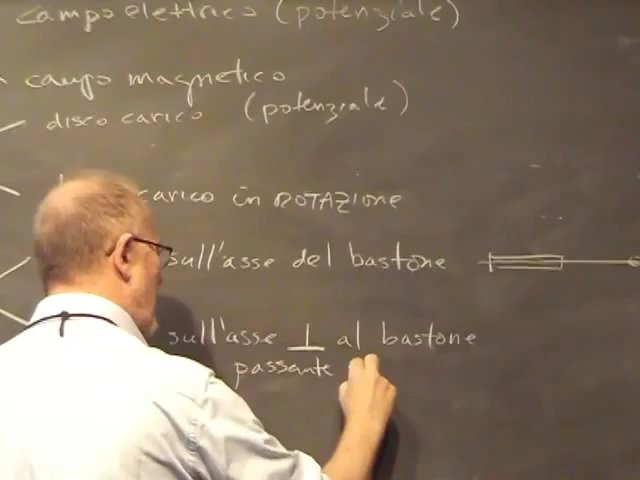 campo elettrico (potenziale)
campo magnetico
(potenziale)
disco carico
carico in ROTAZIONE
sull'asse del bastone
sull'asse ⊥ al bastone
passante